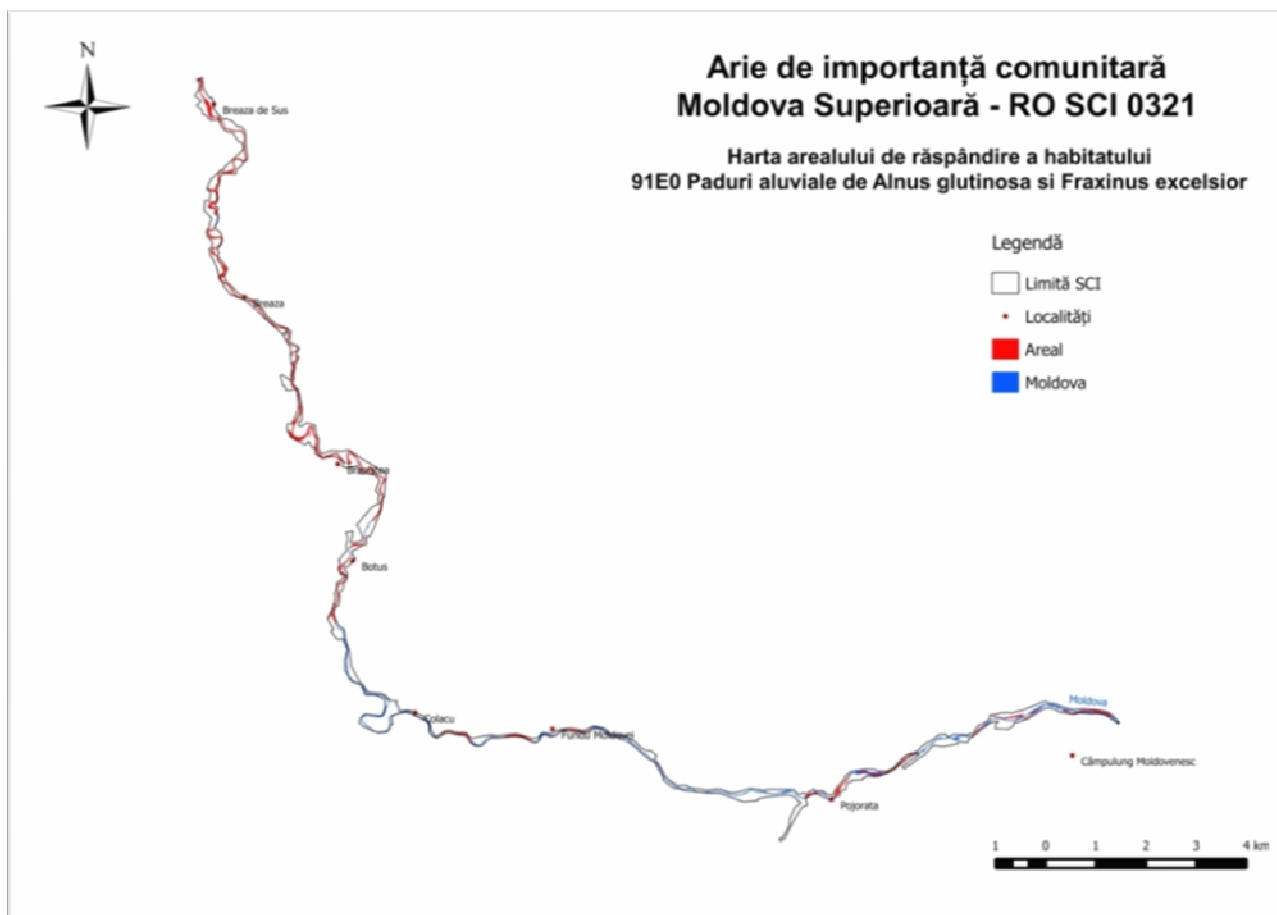 N
Arie de importanță comunitară
Moldova Superioară - RO SCI 0321
Harta arealului de răspândire a habitatului
91E0 Paduri aluviale de Alnus glutinosa si Fraxinus excelsior
Legendă
Limită SCI
Localități
Areal
Moldova
Breaza de Sus
Breaza
Botus
Colacu
Fundu Moldovei
Moldova
Câmpulung Moldovenesc
Pojorata
1 0 1 2 3 4 km